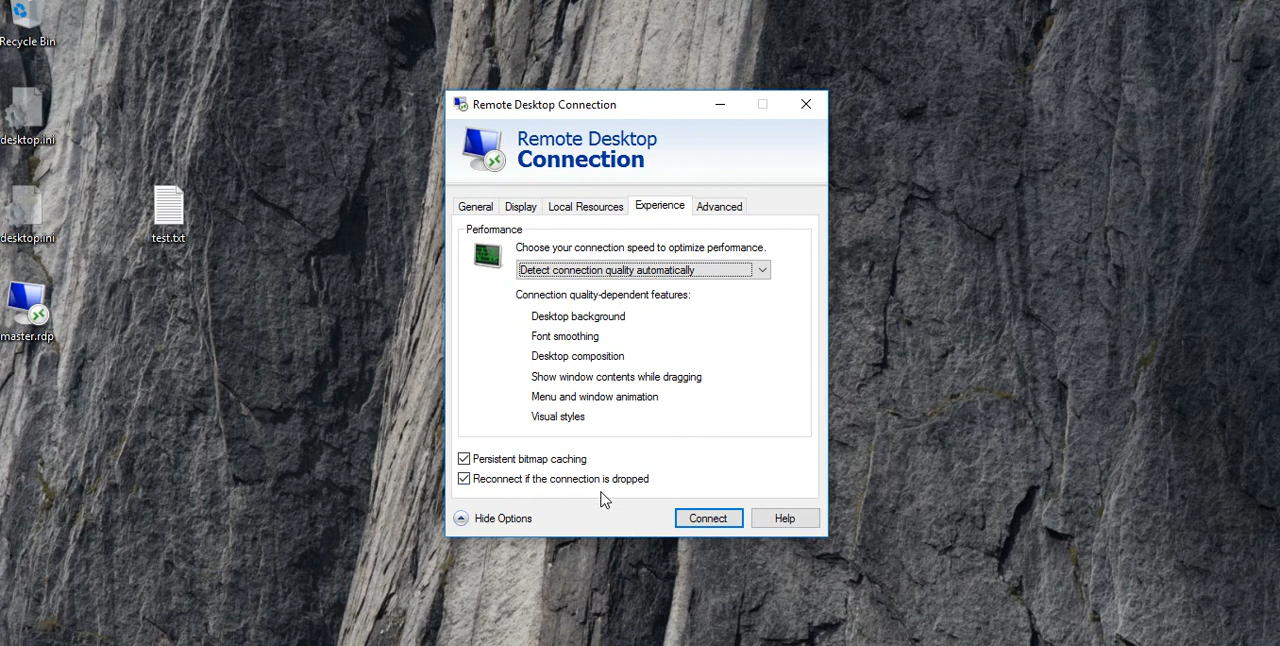 Recycle Bin
desktop.ini
desktop.ini
test.txt
master.rdp
Remote Desktop Connection
Remote Desktop
Connection
General
Display
Local Resources
Experience
Advanced
Performance
Choose your connection speed to optimize performance.
Detect connection quality automatically
Connection quality-dependent features:
Desktop background
Font smoothing
Desktop composition
Show window contents while dragging
Menu and window animation
Visual styles
Persistent bitmap caching
Reconnect if the connection is dropped
Hide Options
Connect
Help